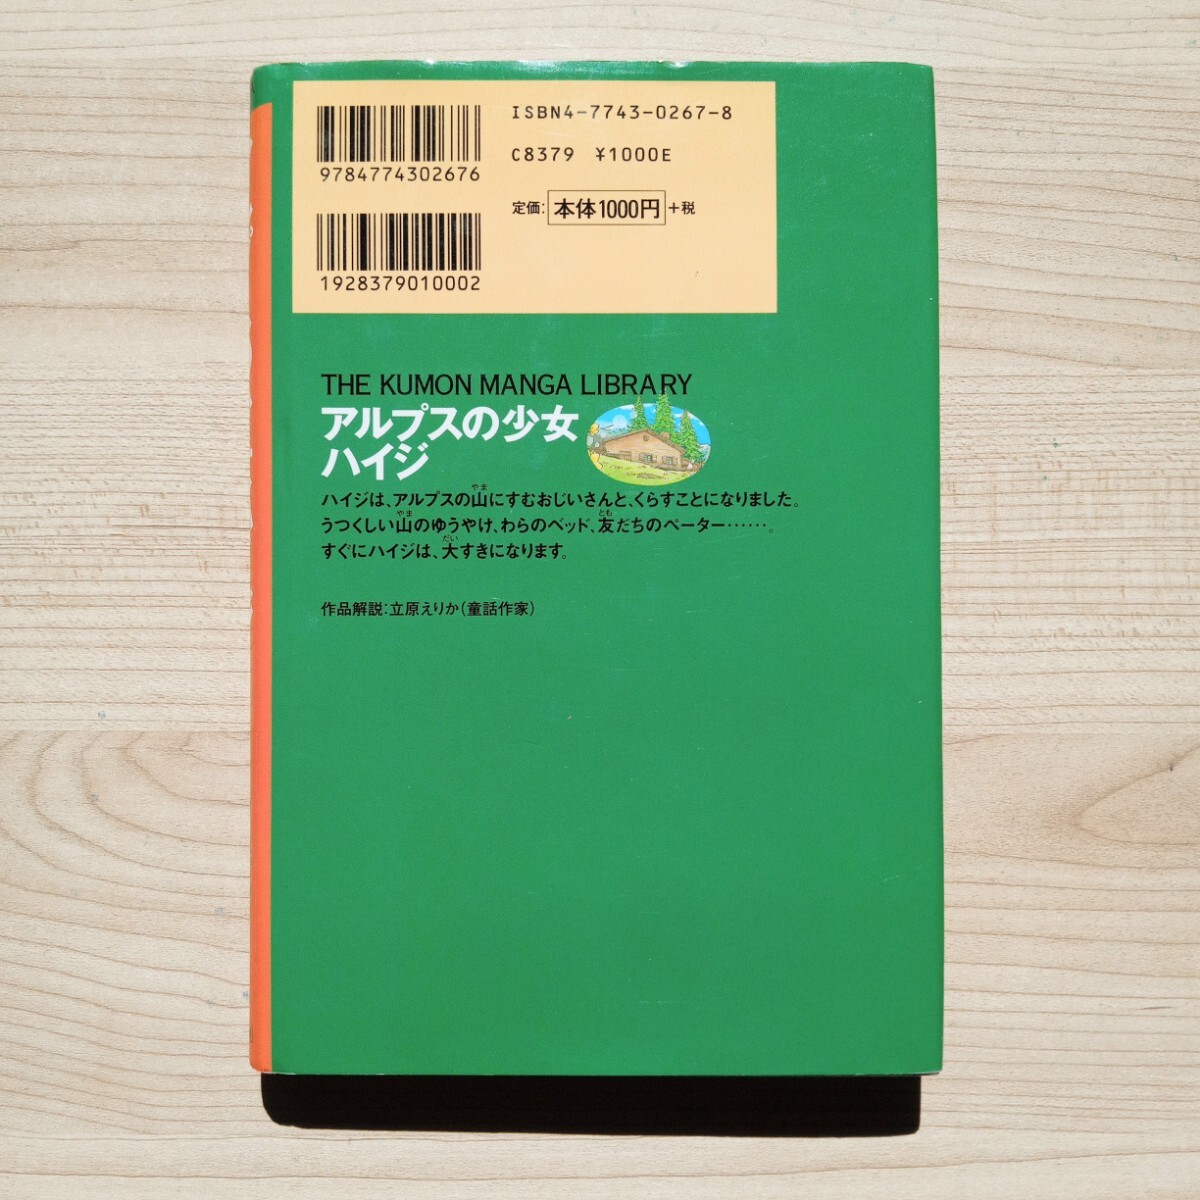 ISBN4-7743-0267-8
9784774302676
C8379 ¥1000E
定価:本体1000円+税
1928379010002
THE KUMON MANGA LIBRARY
アルプスの少女
ハイジ
ハイジは、アルプスの山にすむおじいさんと、くらすことになりました。
うつくしい山のゆうやけ、わらのベッド、友だちのペーター……。
すぐにハイジは、大すきになります。
作品解説:立原えりか(童話作家)